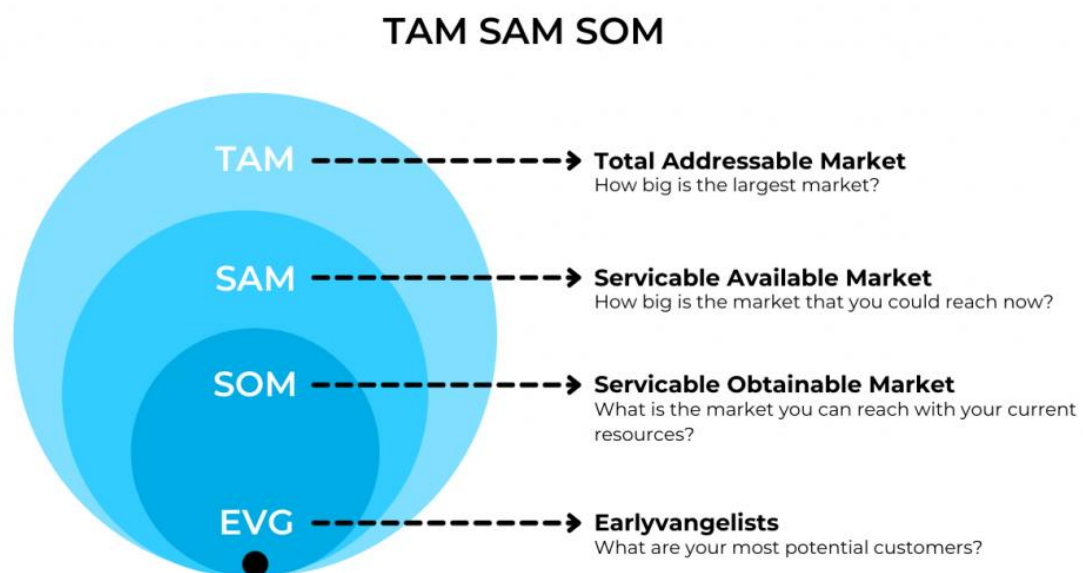 TAM SAM SOM
TAM
Total Addressable Market
How big is the largest market?
SAM
Servicable Available Market
How big is the market that you could reach now?
SOM
Servicable Obtainable Market
What is the market you can reach with your current
resources?
EVG
Earlyvangelists
What are your most potential customers?